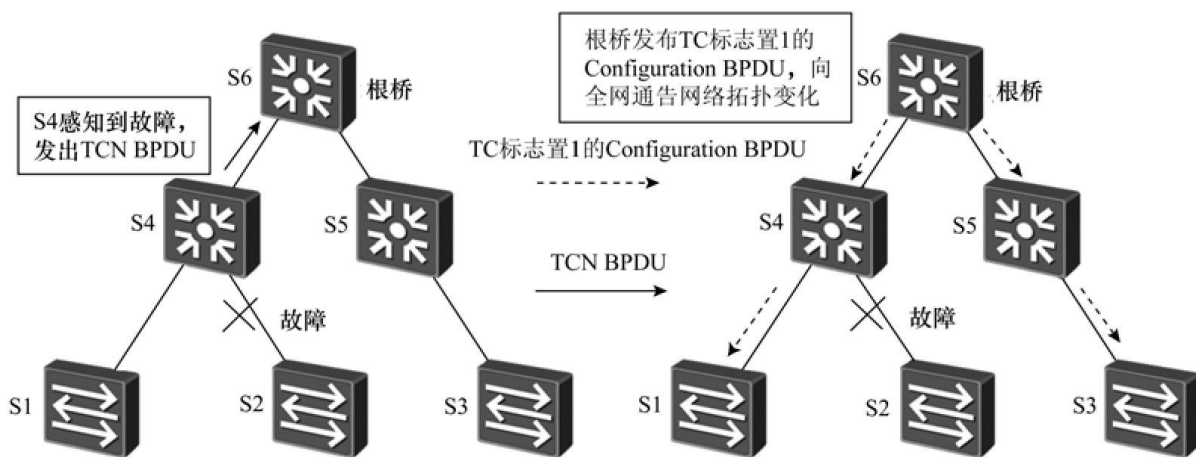 S6
根桥
S4感知到故障，
发出TCN BPDU
S4
S5
故障
S1
S2
S3
TC标志置1的Configuration BPDU
TCN BPDU
根桥发布TC标志置1的
Configuration BPDU，向
全网通告网络拓扑变化
S6
根桥
S4
S5
故障
S1
S2
S3